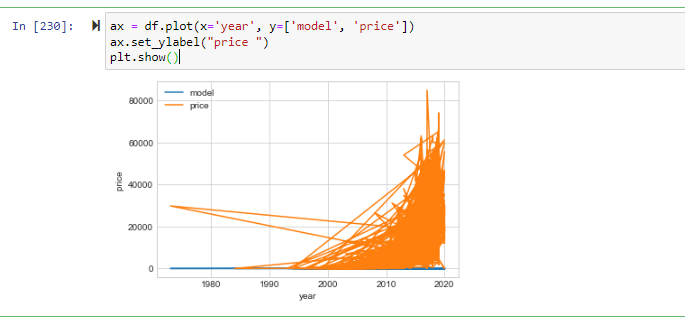 In [230]:
ax = df.plot(x='year', y=['model', 'price'])
ax.set_ylabel("price ")
plt.show()
model
price
80000
60000
40000
20000
0
price
1980 1990 2000 2010 2020
year